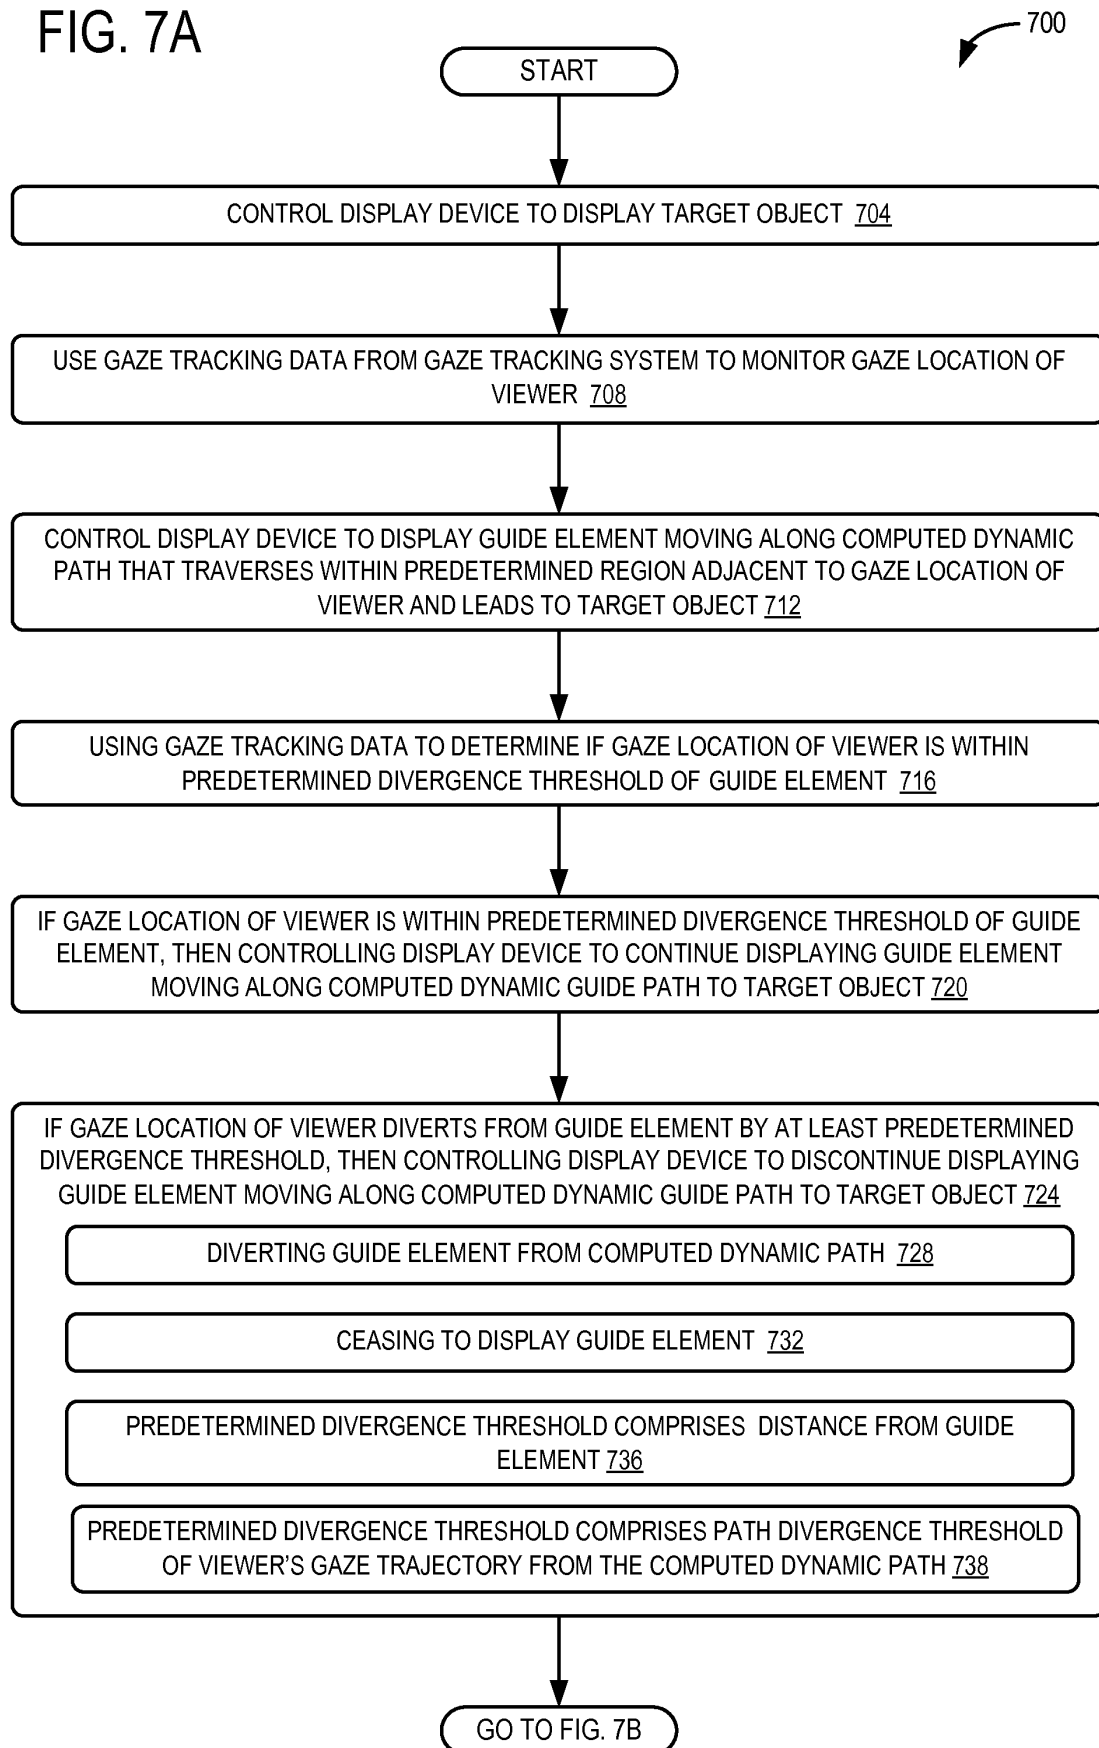 FIG. 7A
700
START
CONTROL DISPLAY DEVICE TO DISPLAY TARGET OBJECT 704
USE GAZE TRACKING DATA FROM GAZE TRACKING SYSTEM TO MONITOR GAZE LOCATION OF
VIEWER 708
CONTROL DISPLAY DEVICE TO DISPLAY GUIDE ELEMENT MOVING ALONG COMPUTED DYNAMIC
PATH THAT TRAVERSES WITHIN PREDETERMINED REGION ADJACENT TO GAZE LOCATION OF
VIEWER AND LEADS TO TARGET OBJECT 712
USING GAZE TRACKING DATA TO DETERMINE IF GAZE LOCATION OF VIEWER IS WITHIN
PREDETERMINED DIVERGENCE THRESHOLD OF GUIDE ELEMENT 716
IF GAZE LOCATION OF VIEWER IS WITHIN PREDETERMINED DIVERGENCE THRESHOLD OF GUIDE
ELEMENT, THEN CONTROLLING DISPLAY DEVICE TO CONTINUE DISPLAYING GUIDE ELEMENT
MOVING ALONG COMPUTED DYNAMIC GUIDE PATH TO TARGET OBJECT 720
IF GAZE LOCATION OF VIEWER DIVERTS FROM GUIDE ELEMENT BY AT LEAST PREDETERMINED
DIVERGENCE THRESHOLD, THEN CONTROLLING DISPLAY DEVICE TO DISCONTINUE DISPLAYING
GUIDE ELEMENT MOVING ALONG COMPUTED DYNAMIC GUIDE PATH TO TARGET OBJECT 724
DIVERTING GUIDE ELEMENT FROM COMPUTED DYNAMIC PATH 728
CEASING TO DISPLAY GUIDE ELEMENT 732
PREDETERMINED DIVERGENCE THRESHOLD COMPRISES DISTANCE FROM GUIDE
ELEMENT 736
PREDETERMINED DIVERGENCE THRESHOLD COMPRISES PATH DIVERGENCE THRESHOLD
OF VIEWER'S GAZE TRAJECTORY FROM THE COMPUTED DYNAMIC PATH 738
GO TO FIG. 7B